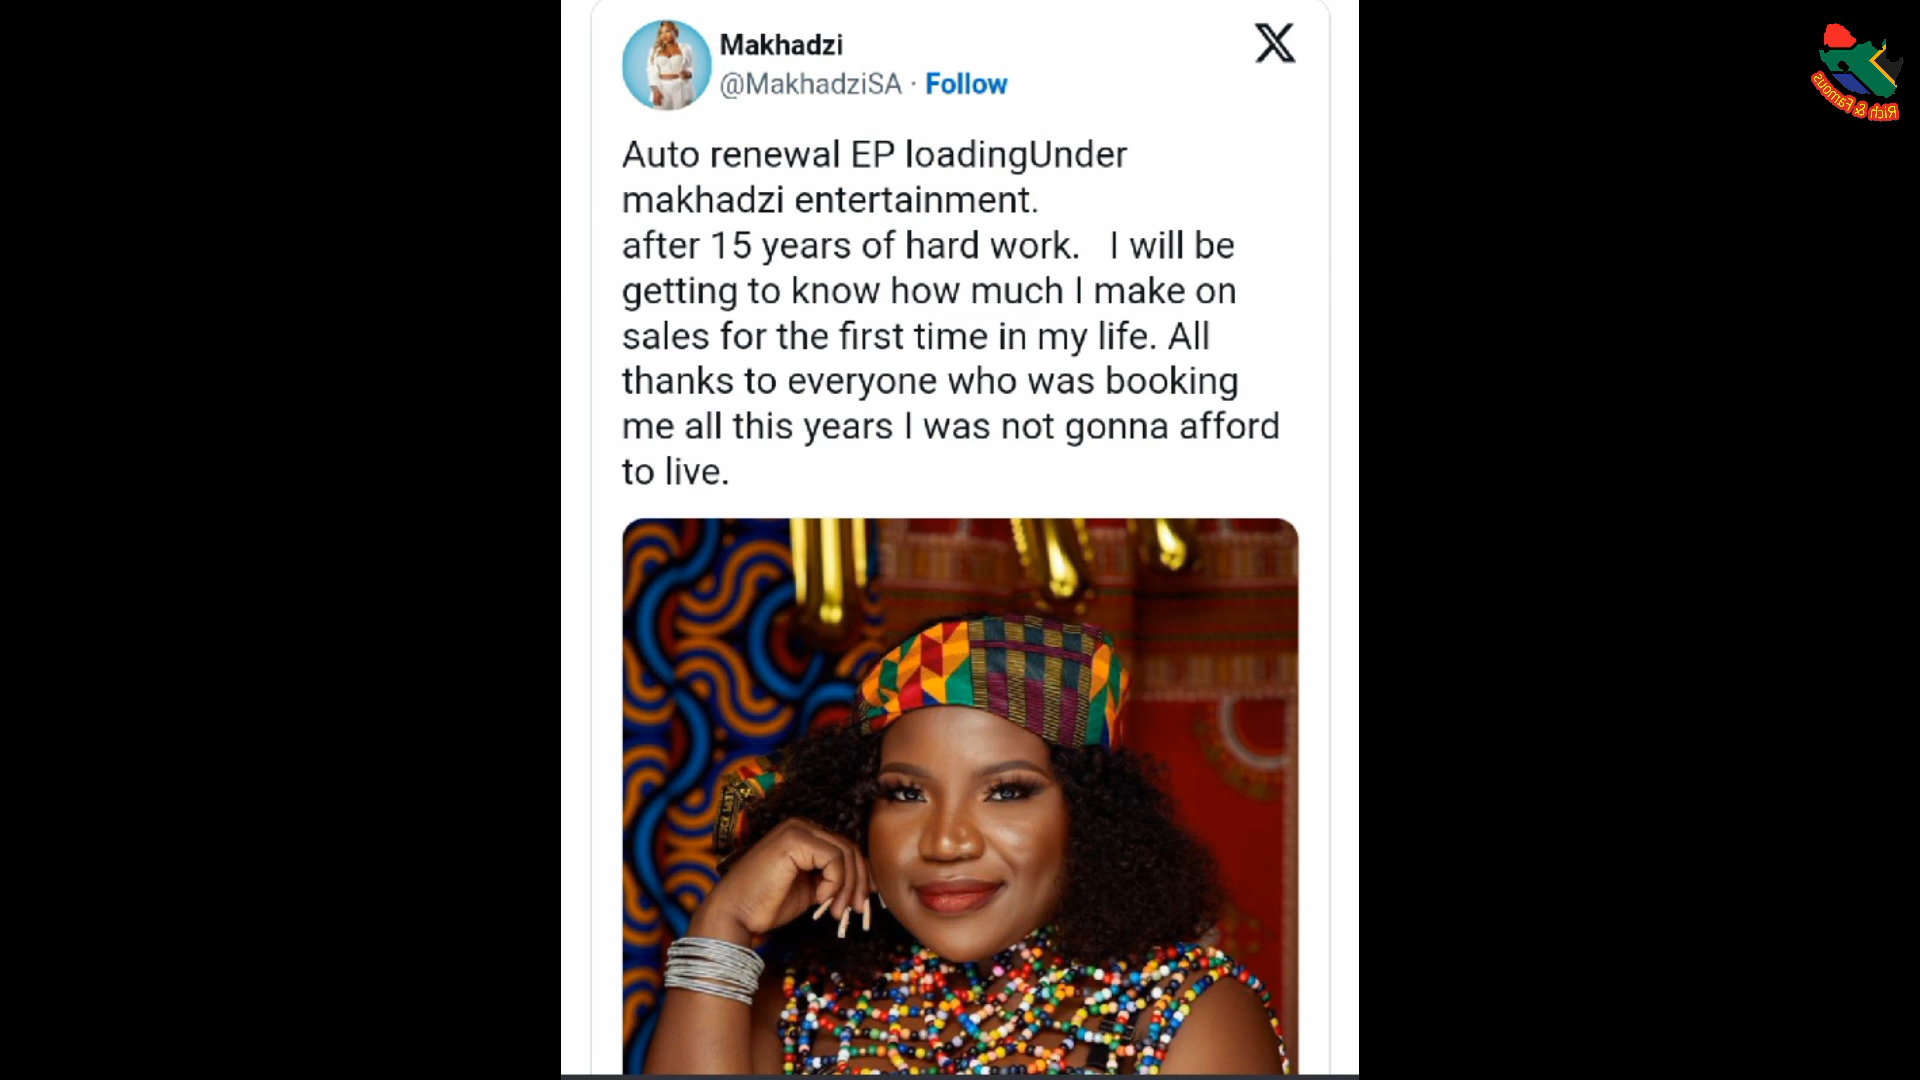 Makhadzi
@MakhadziSA · Follow
Auto renewal EP loadingUnder
makhadzi entertainment.
after 15 years of hard work.   I will be
getting to know how much I make on
sales for the first time in my life. All
thanks to everyone who was booking
me all this years I was not gonna afford
to live.
Rich & Famous